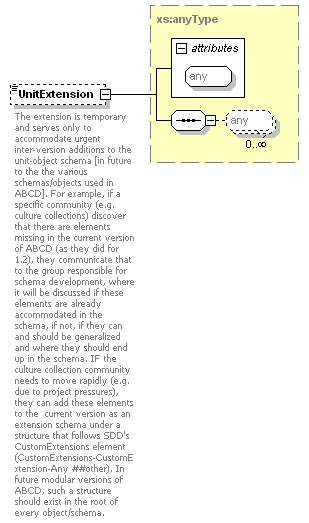 xs:anyType
attributes
any
UnitExtension
any
0..∞
The extension is temporary
and serves only to
accommodate urgent
inter-version additions to the
unit-object schema [in future
to the the various
schemas/objects used in
ABCD]. For example, if a
specific community (e.g.
culture collections) discover
that there are elements
missing in the current version
of ABCD (as they did for
1.2), they communicate that
to the group responsible for
schema development, where
it will be discussed if these
elements are already
accommodated in the
schema, if not, if they can
and should be generalized
and where they should end
up in the schema. IF the
culture collection community
needs to move rapidly (e.g.
due to project pressures),
they can add these elements
to the  current version as an
extension schema under a
structure that follows SDD's
CustomExtensions element
(CustomExtensions-CustomE
xtension-Any ##other). In
future modular versions of
ABCD, such a structure
should exist in the root of
every object/schema.